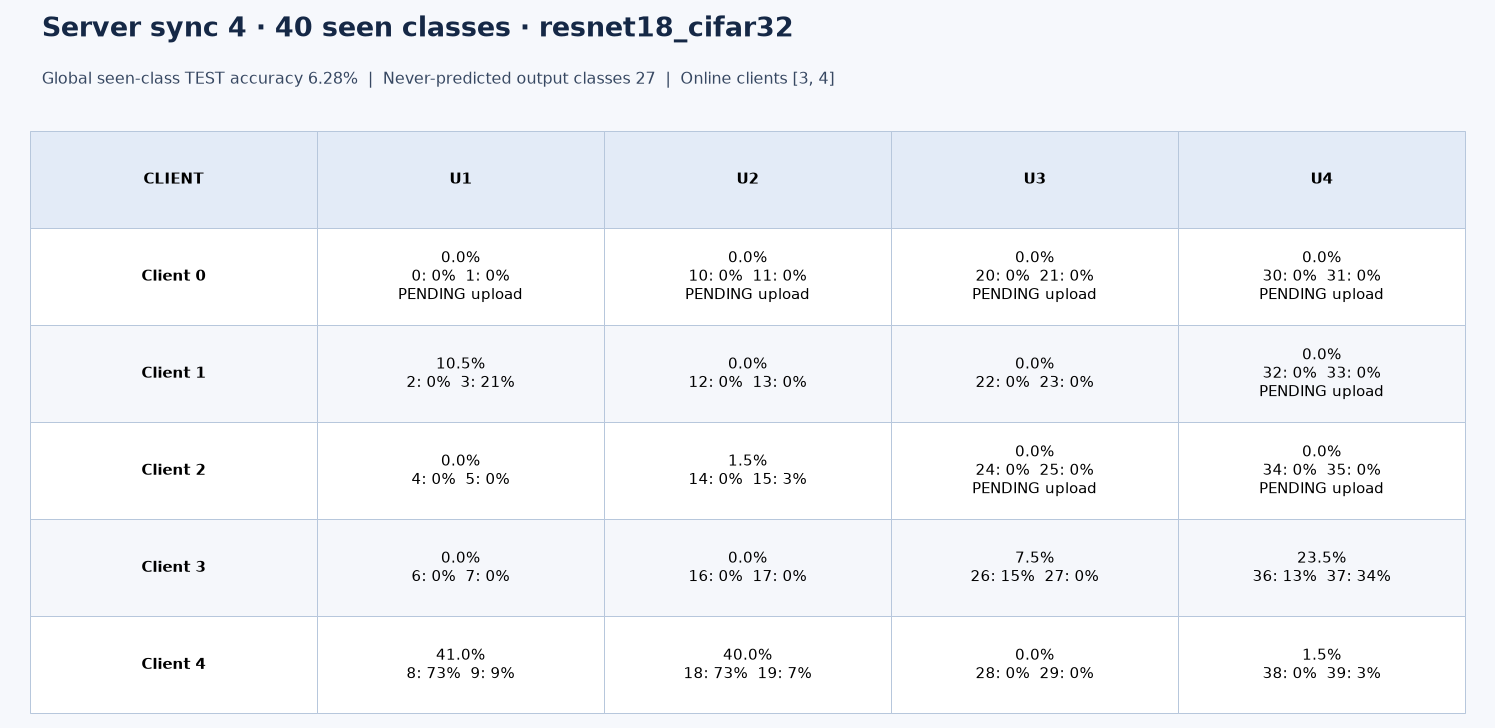 Server sync 4 · 40 seen classes · resnet18_cifar32
Global seen-class TEST accuracy 6.28% | Never-predicted output classes 27 | Online clients [3, 4]
CLIENT U1 U2 U3 U4
Client 0
0.0%
0: 0% 1: 0%
PENDING upload
0.0%
10: 0% 11: 0%
PENDING upload
0.0%
20: 0% 21: 0%
PENDING upload
0.0%
30: 0% 31: 0%
PENDING upload
Client 1
10.5%
2: 0% 3: 21%
0.0%
12: 0% 13: 0%
0.0%
22: 0% 23: 0%
0.0%
32: 0% 33: 0%
PENDING upload
Client 2
0.0%
4: 0% 5: 0%
1.5%
14: 0% 15: 3%
0.0%
24: 0% 25: 0%
PENDING upload
0.0%
34: 0% 35: 0%
PENDING upload
Client 3
0.0%
6: 0% 7: 0%
0.0%
16: 0% 17: 0%
7.5%
26: 15% 27: 0%
23.5%
36: 13% 37: 34%
Client 4
41.0%
8: 73% 9: 9%
40.0%
18: 73% 19: 7%
0.0%
28: 0% 29: 0%
1.5%
38: 0% 39: 3%